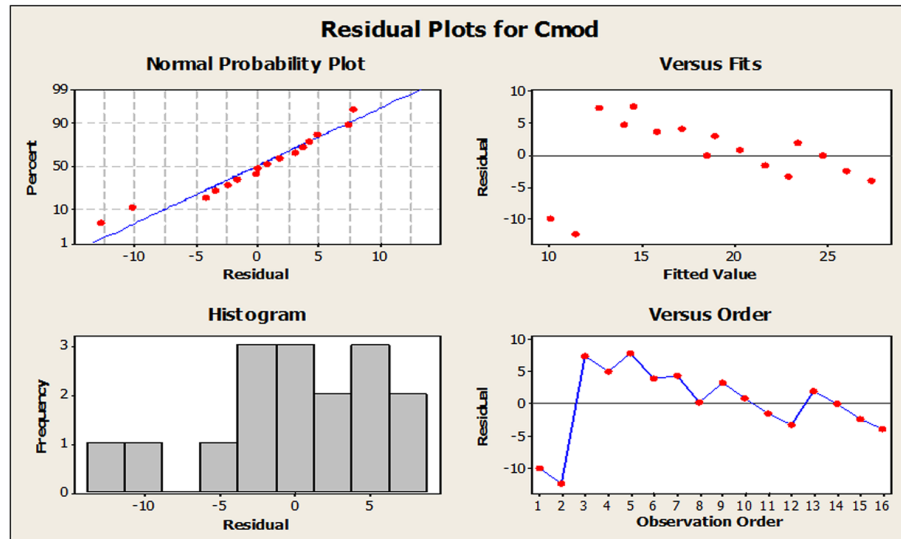 Residual Plots for Cmod
Normal Probability Plot
99
90
50
10
1
Percent
-10 -5 0 5 10
Residual
Versus Fits
10
5
0
-5
-10
Residual
10 15 20 25
Fitted Value
Histogram
3
2
1
0
Frequency
-10 -5 0 5
Residual
Versus Order
10
5
0
-5
-10
Residual
1 2 3 4 5 6 7 8 9 10 11 12 13 14 15 16
Observation Order